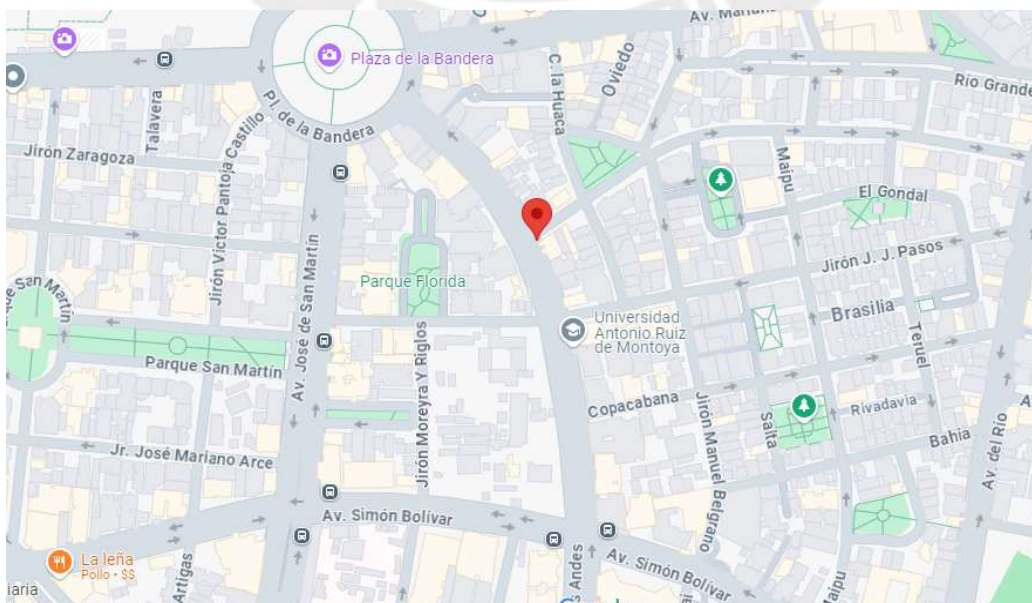 Av. Mariano
Plaza de la Bandera
Pl. de la Bandera
C. la Huaca
Oviedo
Río Grande
Talavera
Jirón Zaragoza
Jirón Víctor Pantoja Castillo
Maipu
El Gondal
Jirón J. J. Pasos
Parque Florida
Av. José de San Martín
San Martín
Parque San Martín
Jirón Moreyra Y Riglos
Universidad
Antonio Ruiz
de Montoya
Brasilia
Teruel
Copacabana
Jirón Manuel Belgrano
Salta
Rivadavia
Bahia
Av. del Río
Jr. José Mariano Arce
Av. Simón Bolívar
Av. Simón Bolívar
Andes
Maipu
La leña
Pollo • $$
Artigas
iaria